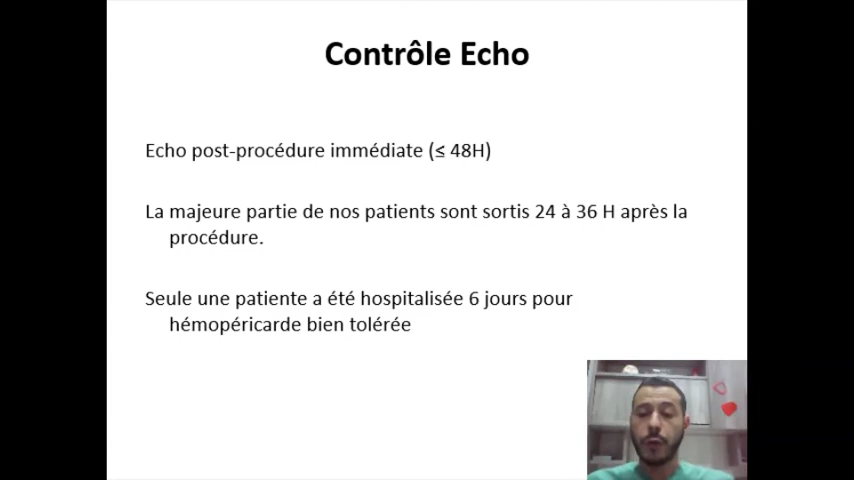 Contrôle Echo
Echo post-procédure immédiate (≤ 48H)
La majeure partie de nos patients sont sortis 24 à 36 H après la
procédure.
Seule une patiente a été hospitalisée 6 jours pour
hémopéricarde bien tolérée